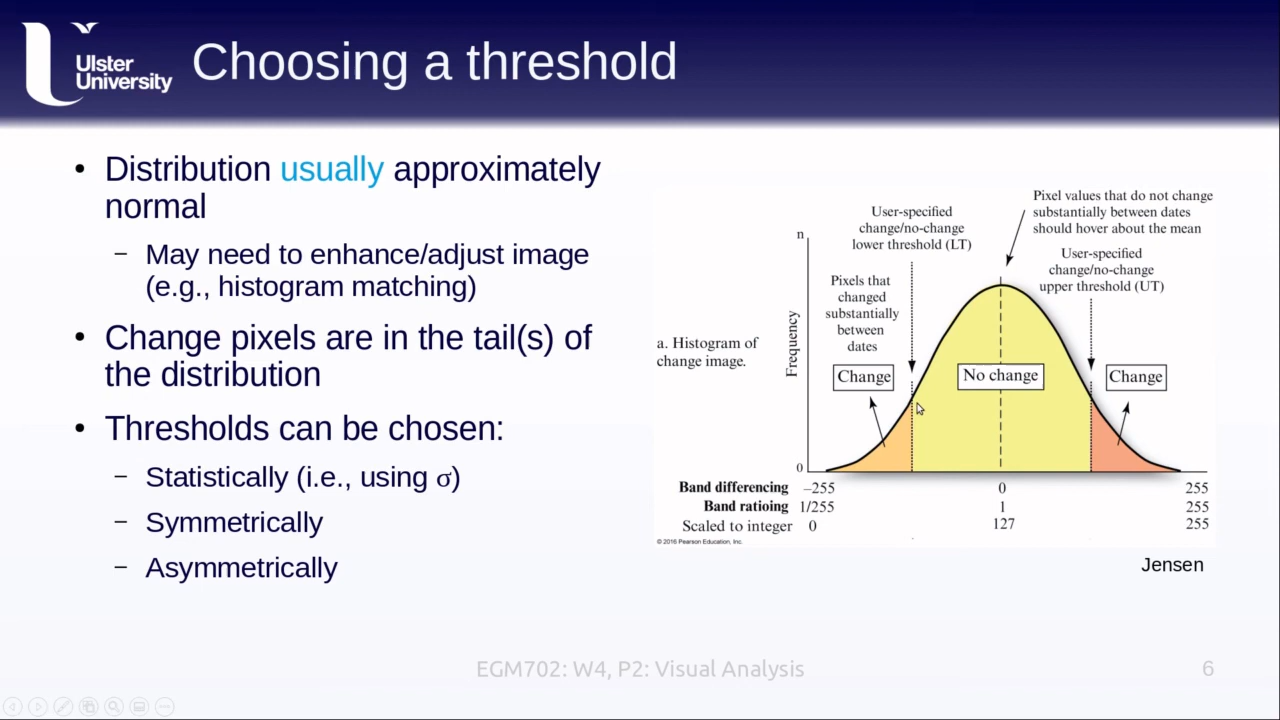 Ulster
University
Choosing a threshold
• Distribution usually approximately
normal
– May need to enhance/adjust image
(e.g., histogram matching)
• Change pixels are in the tail(s) of
the distribution
• Thresholds can be chosen:
– Statistically (i.e., using σ)
– Symmetrically
– Asymmetrically
Pixel values that do not change
substantially between dates
should hover about the mean
User-specified
change/no-change
lower threshold (LT)
User-specified
change/no-change
upper threshold (UT)
n
Pixels that
changed
substantially
between
dates
a. Histogram of
change image.
Frequency
Change
No change
Change
0
Band differencing –255 0 255
Band ratioing 1/255 1 255
Scaled to integer 0 127 255
© 2016 Pearson Education, Inc.
Jensen
EGM702: W4, P2: Visual Analysis
6